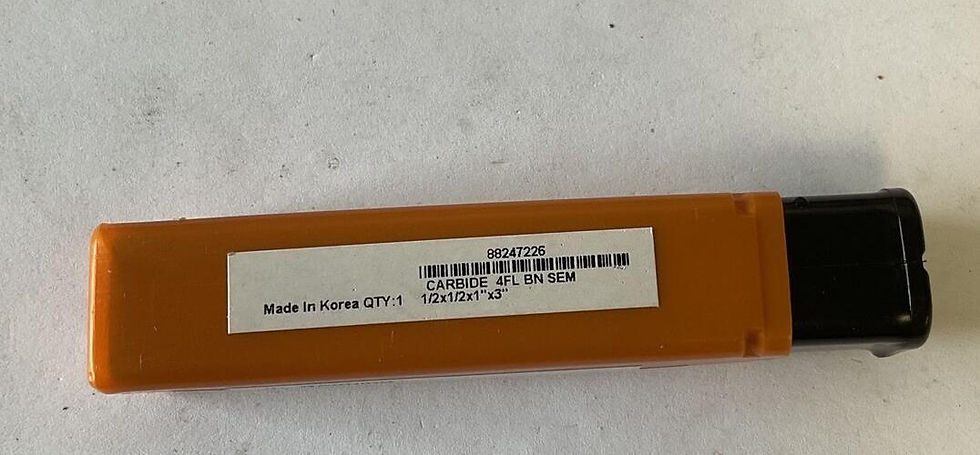 88247226
CARBIDE 4FL BN SEM
Made In Korea QTY:1 1/2x1/2x1"x3"